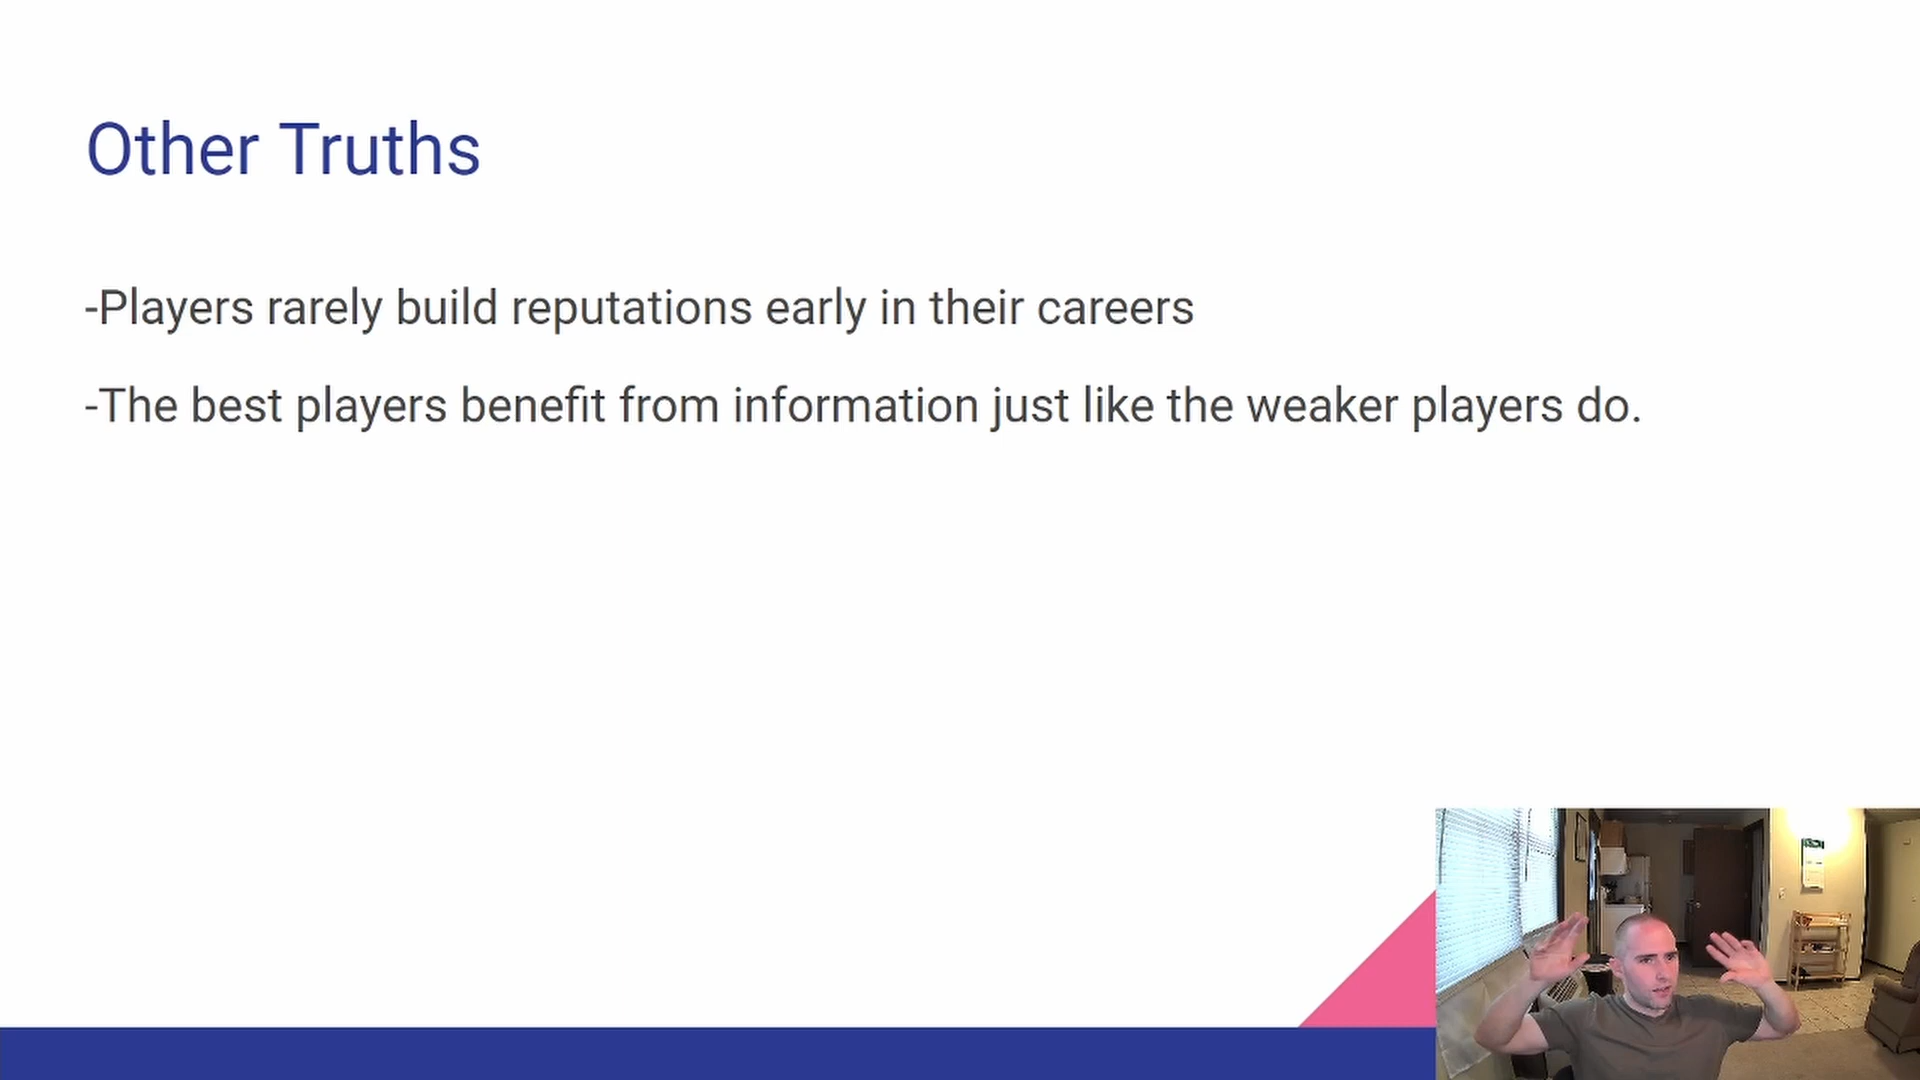 Other Truths
-Players rarely build reputations early in their careers
-The best players benefit from information just like the weaker players do.